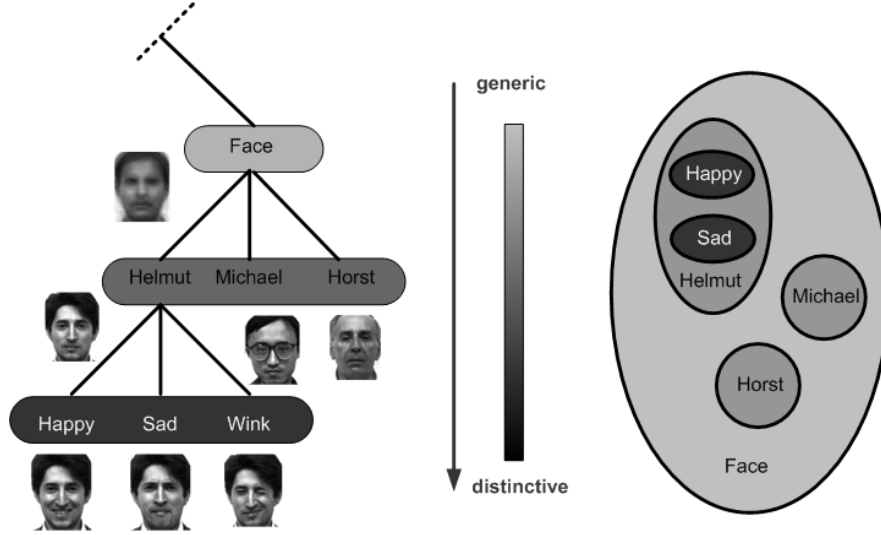 Face
Helmut Michael Horst
Happy Sad Wink
generic
distinctive
Happy
Sad
Helmut
Michael
Horst
Face